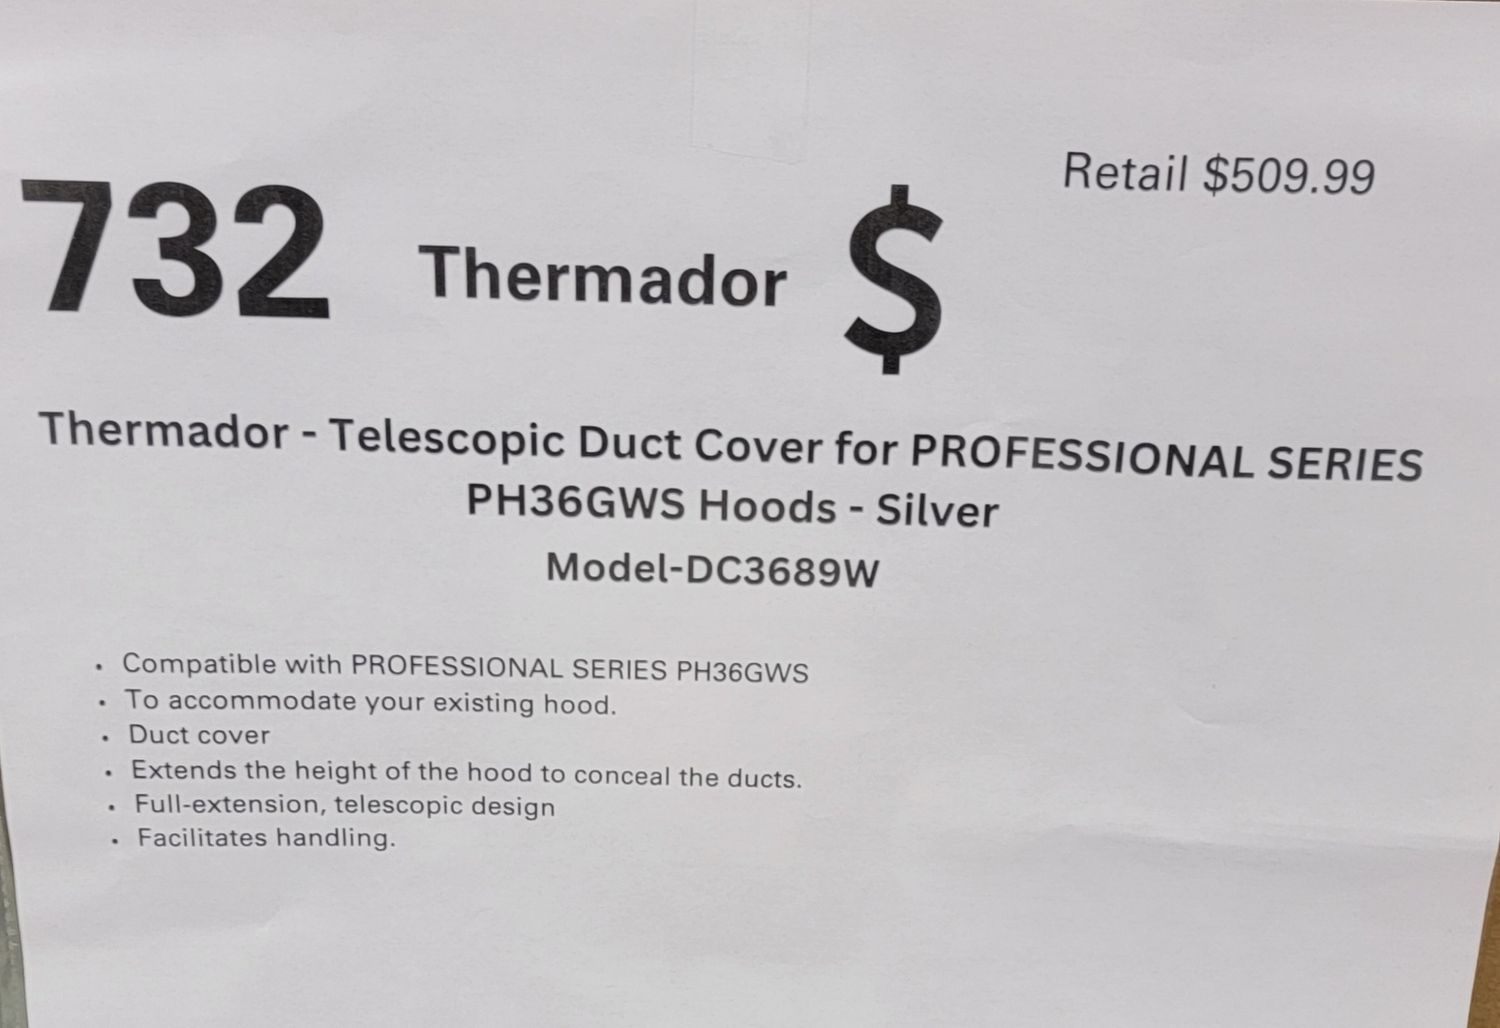 Retail $509.99
732 Thermador $
Thermador - Telescopic Duct Cover for PROFESSIONAL SERIES
PH36GWS Hoods - Silver
Model-DC3689W
• Compatible with PROFESSIONAL SERIES PH36GWS
• To accommodate your existing hood.
• Duct cover
• Extends the height of the hood to conceal the ducts.
• Full-extension, telescopic design
• Facilitates handling.